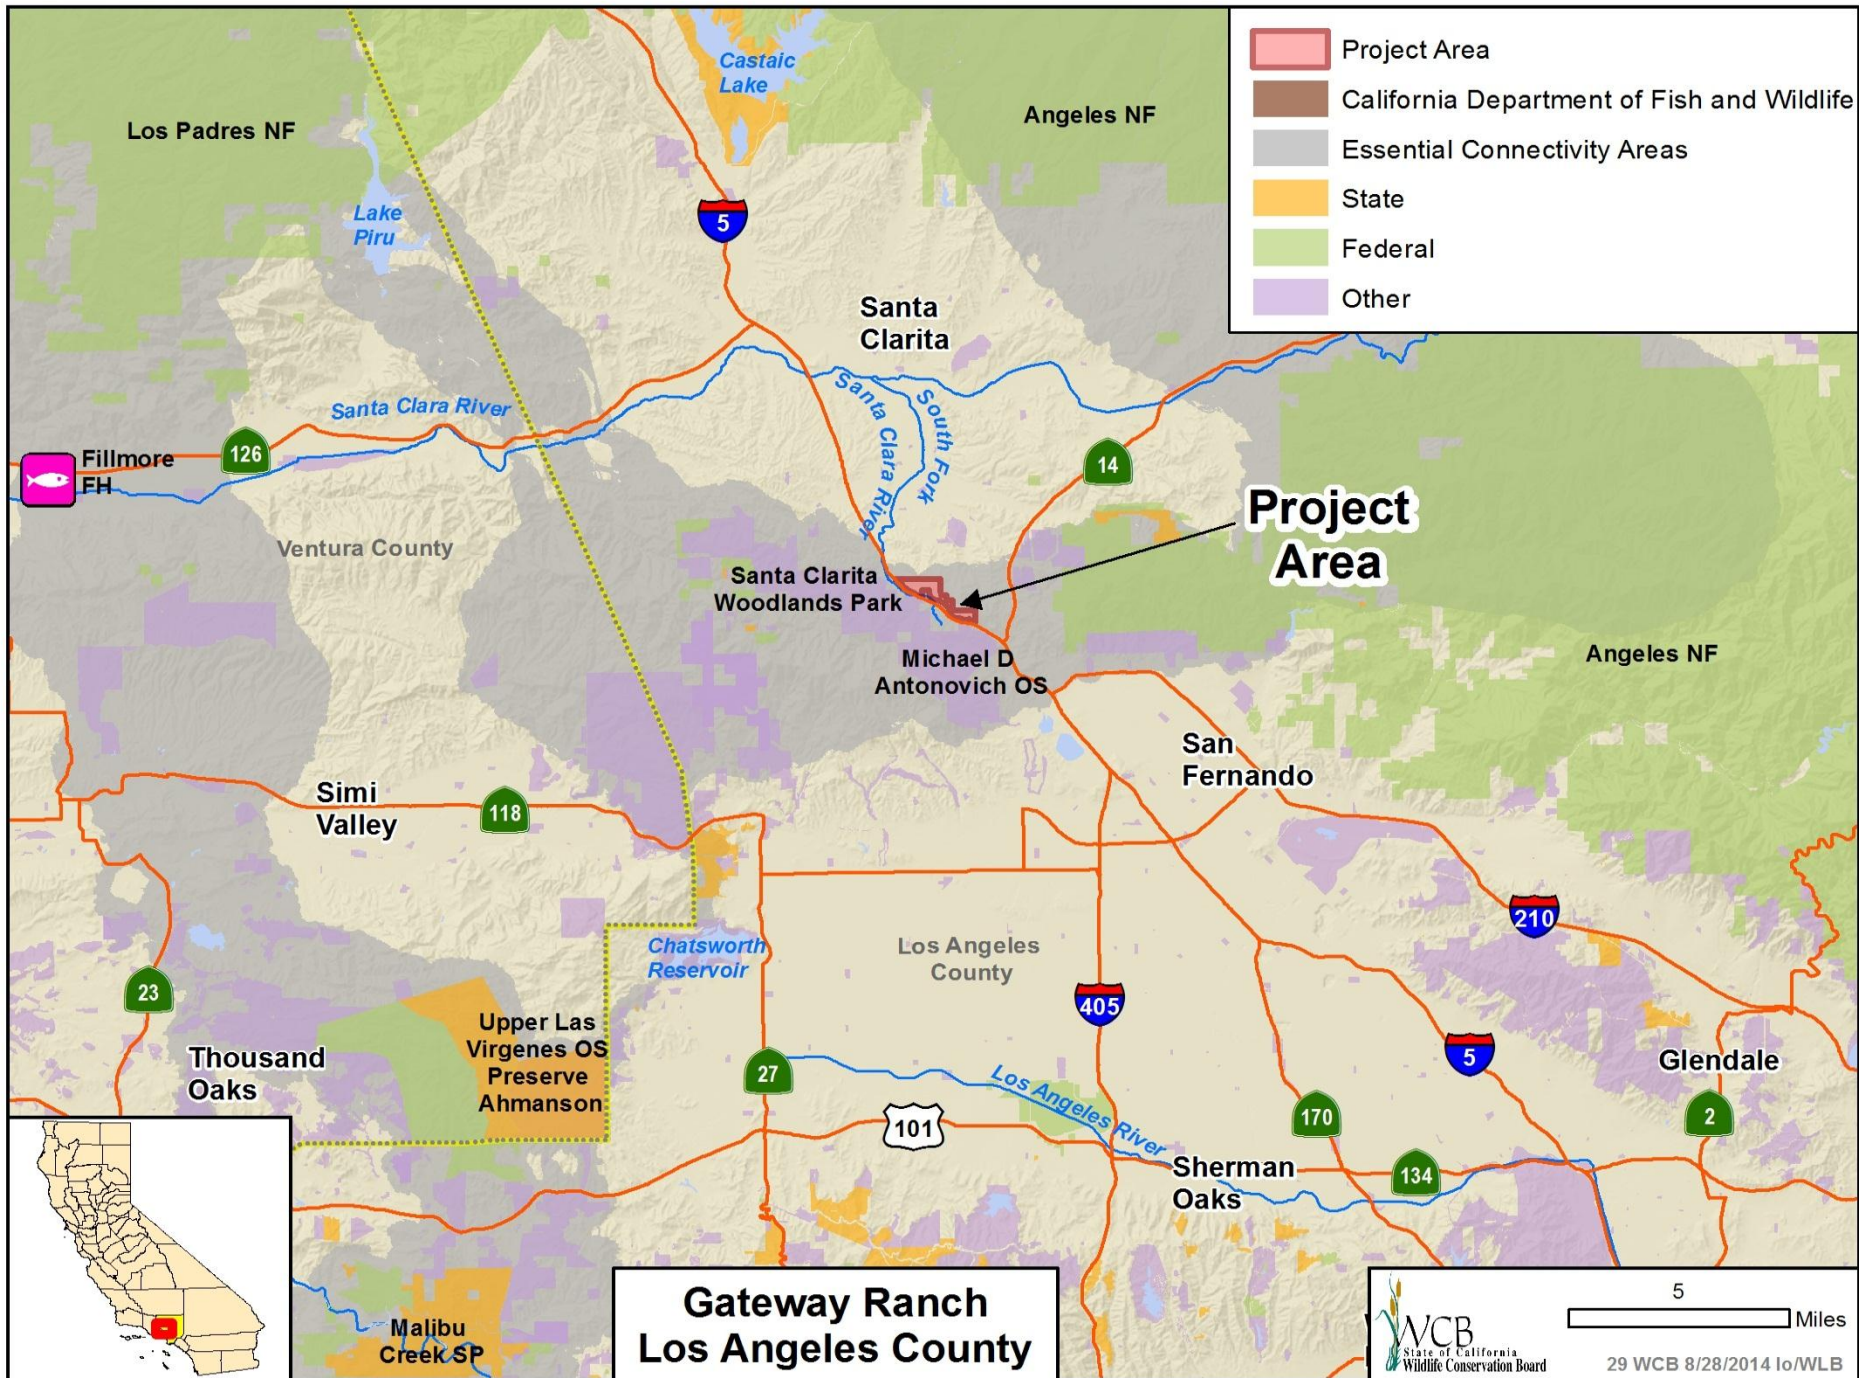 Castaic
Lake
Los Padres NF
Angeles NF
Project Area
California Department of Fish and Wildlife
Essential Connectivity Areas
State
Federal
Other
Lake
Piru
5
Santa
Clarita
Santa Clara River
South Fork
Santa Clara River
126
Fillmore
FH
14
Project
Area
Ventura County
Santa Clarita
Woodlands Park
Michael D
Antonovich OS
Angeles NF
San
Fernando
Simi
Valley
118
Chatsworth
Reservoir
Los Angeles
County
210
23
405
Upper Las
Virgenes OS
Preserve
Ahmanson
Thousand
Oaks
27
5
Glendale
Los Angeles River
101
170
2
Sherman
Oaks
134
Malibu
Creek SP
Gateway Ranch
Los Angeles County
WCB
State of California
Wildlife Conservation Board
5
Miles
29 WCB 8/28/2014 lo/WLB